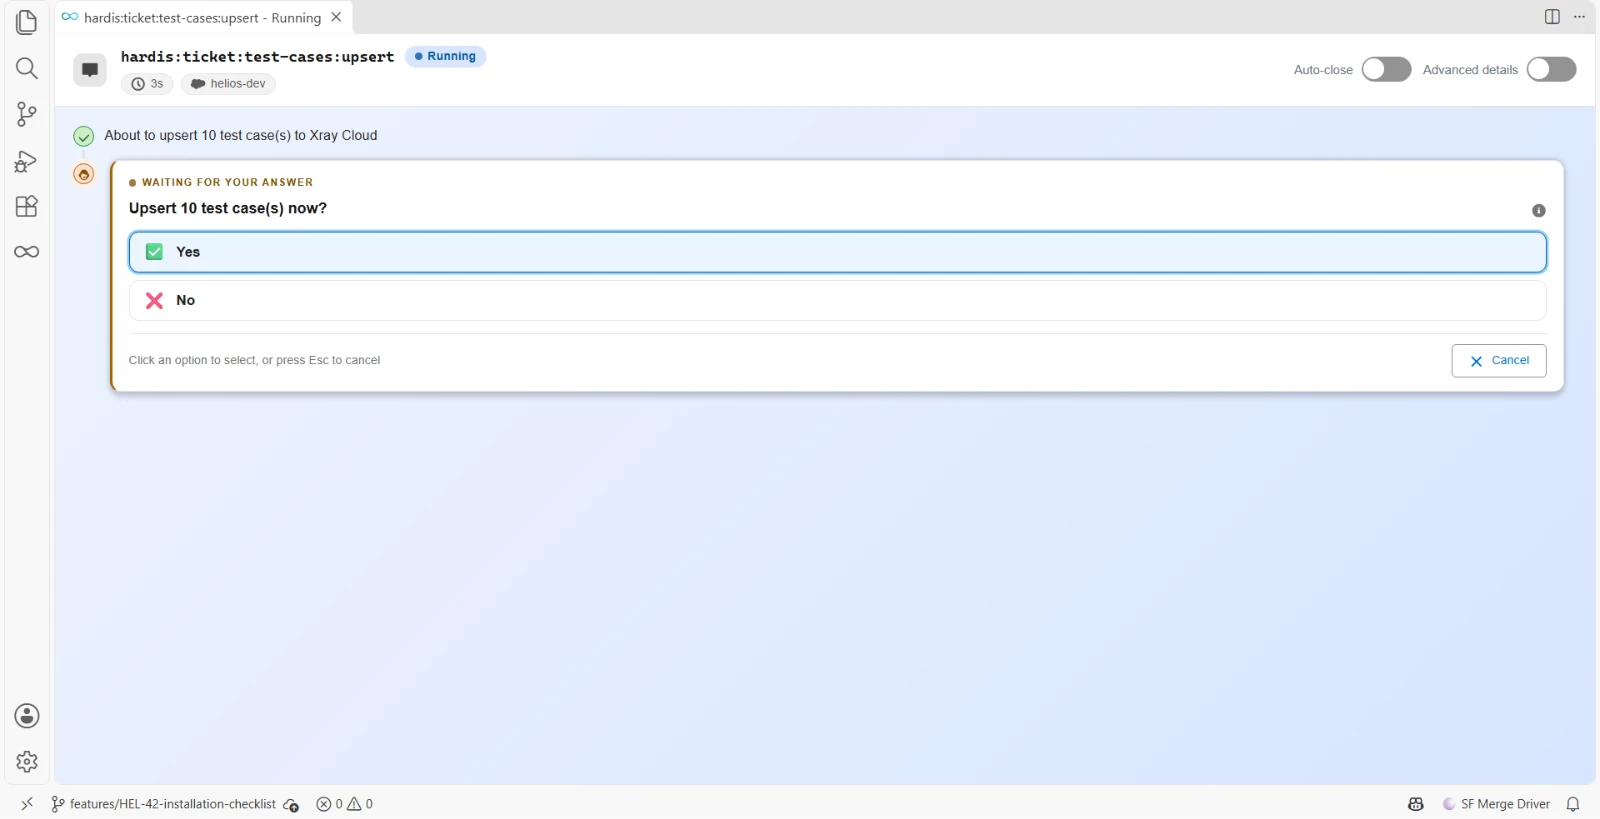 hardis:ticket:test-cases:upsert - Running
hardis:ticket:test-cases:upsert
Running
3s
helios-dev
Auto-close
Advanced details
About to upsert 10 test case(s) to Xray Cloud
WAITING FOR YOUR ANSWER
Upsert 10 test case(s) now?
Yes
No
Click an option to select, or press Esc to cancel
Cancel
features/HEL-42-installation-checklist
0
0
SF Merge Driver